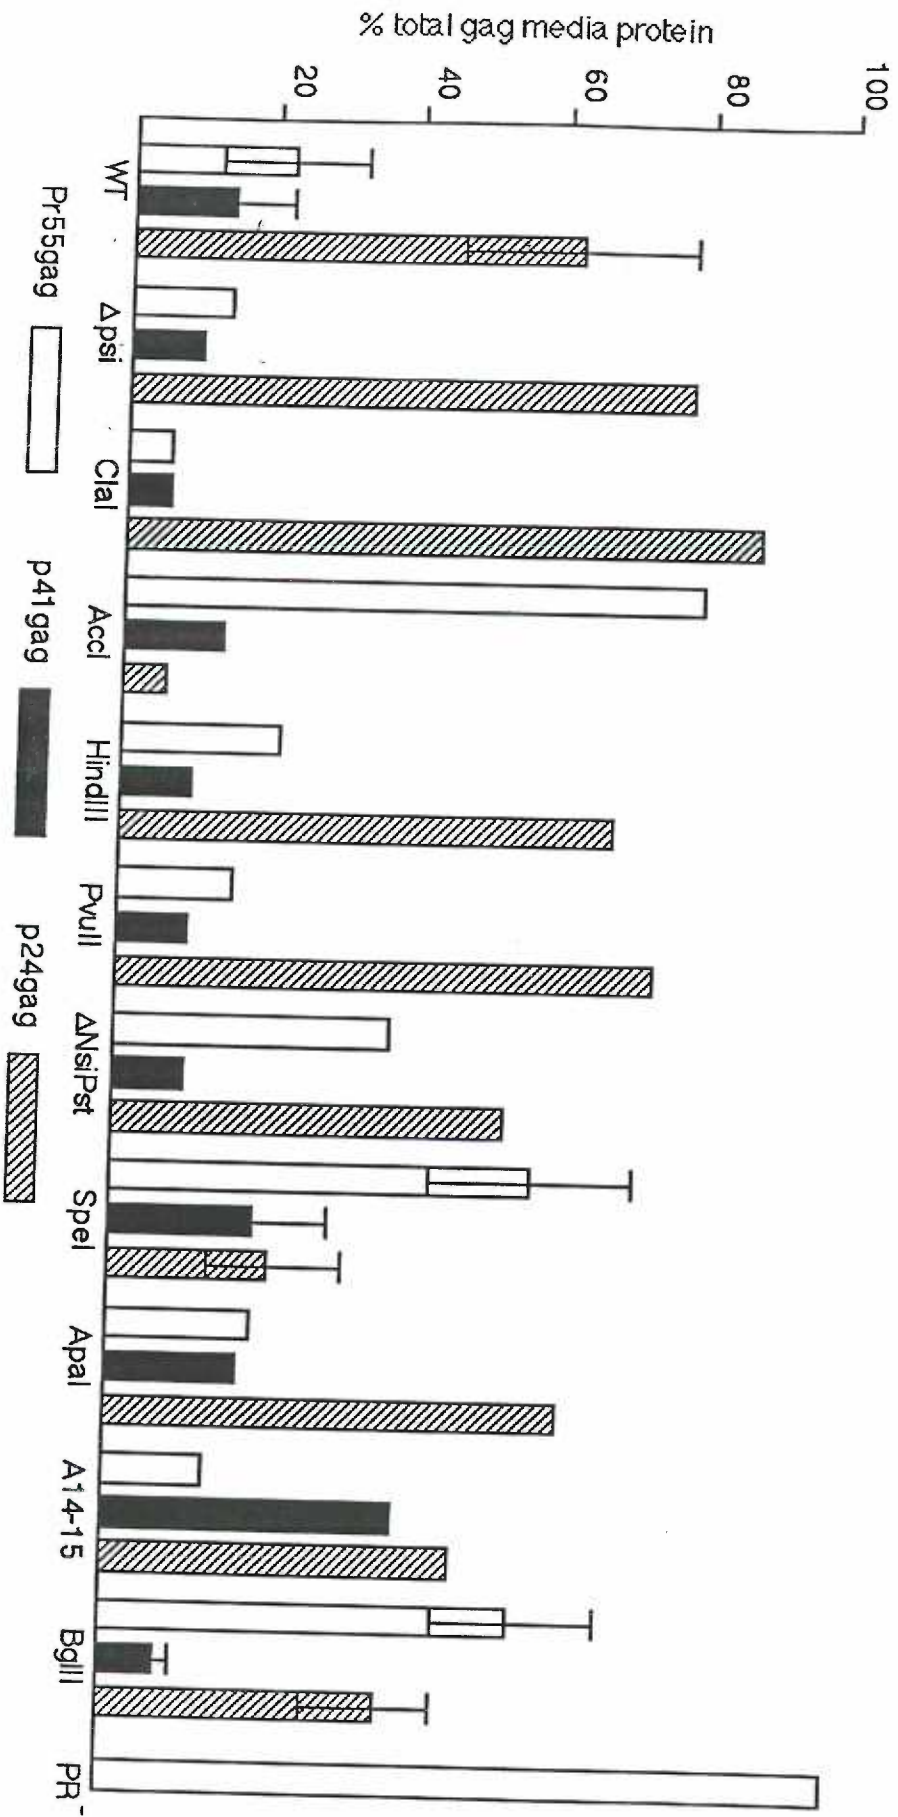 % total gag media protein
20
40
60
80
100
WT
Δpsi
ClaI
AccI
HindIII
PvuII
ΔNsiPst
SpeI
ApaI
A14-15
BglII
PR⁻
Pr55gag
p41gag
p24gag